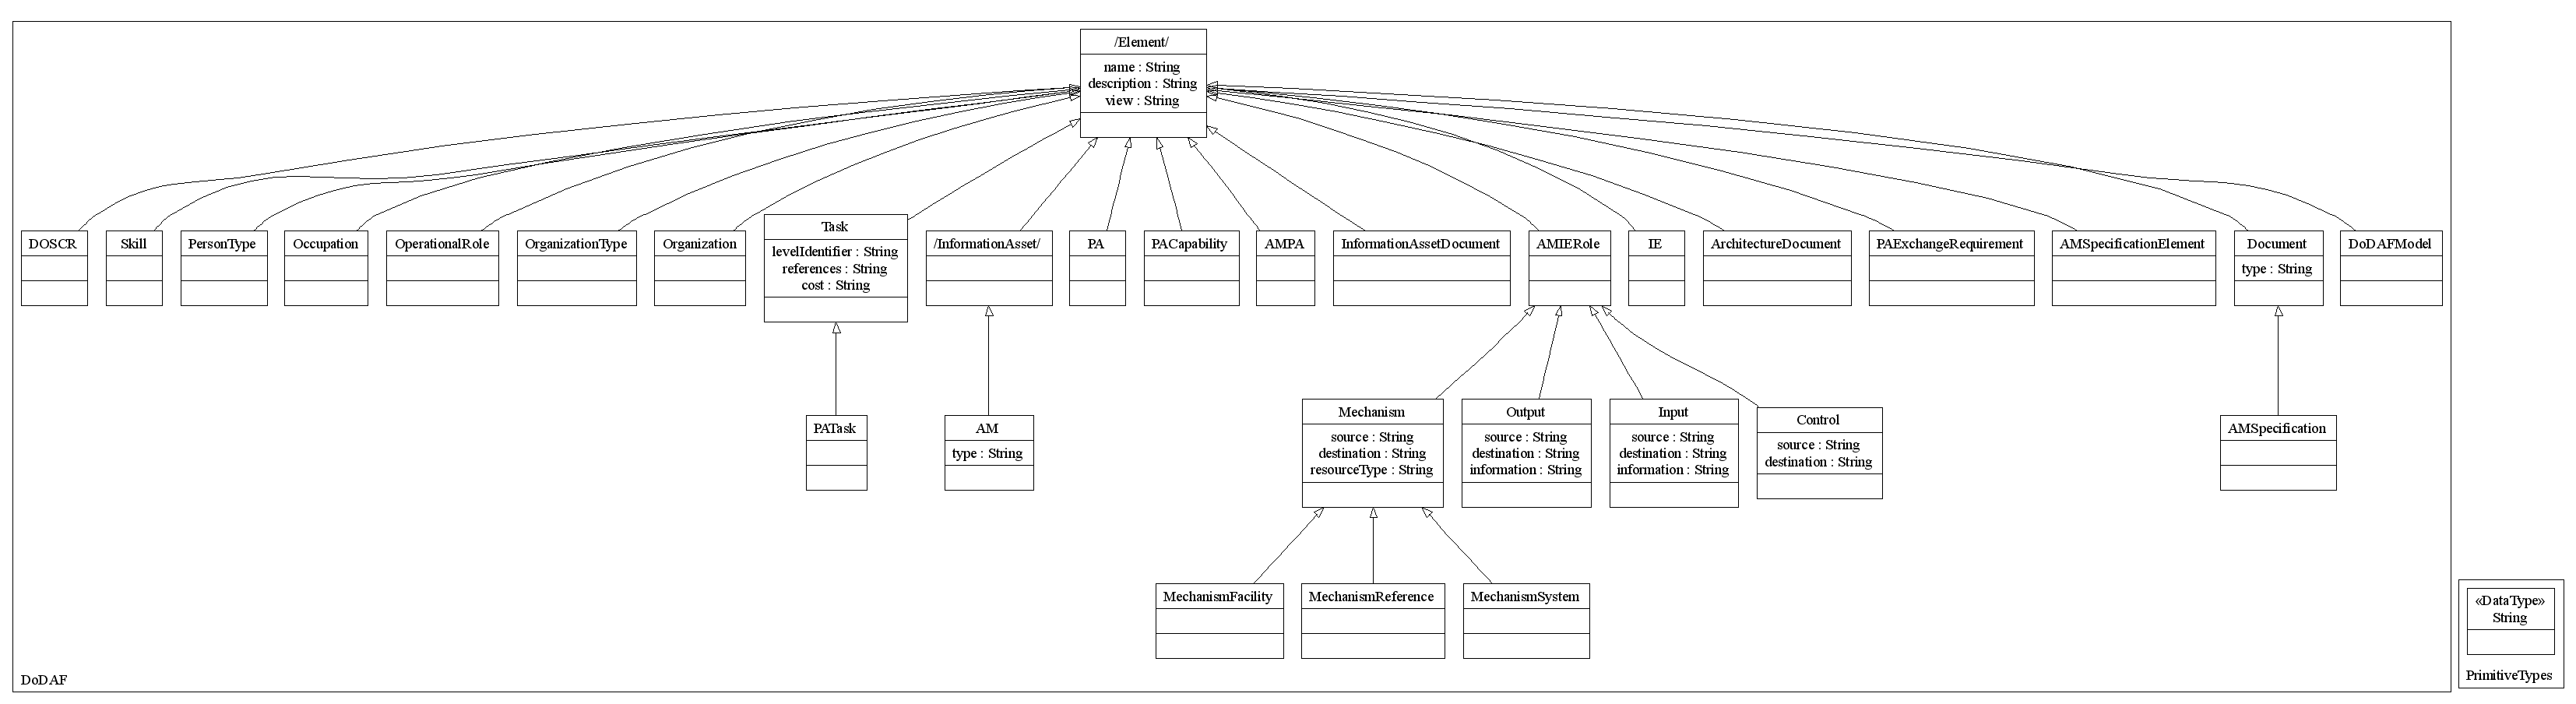 /Element/
name : String
description : String
view : String
DOSCR
Skill
PersonType
Occupation
OperationalRole
OrganizationType
Organization
Task
levelIdentifier : String
references : String
cost : String
/InformationAsset/
PA
PACapability
AMPA
InformationAssetDocument
AMIERole
IE
ArchitectureDocument
PAExchangeRequirement
AMSpecificationElement
Document
type : String
DoDAFModel
PATask
AM
type : String
Mechanism
source : String
destination : String
resourceType : String
Output
source : String
destination : String
information : String
Input
source : String
destination : String
information : String
Control
source : String
destination : String
AMSpecification
MechanismFacility
MechanismReference
MechanismSystem
DoDAF
«DataType»
String
PrimitiveTypes